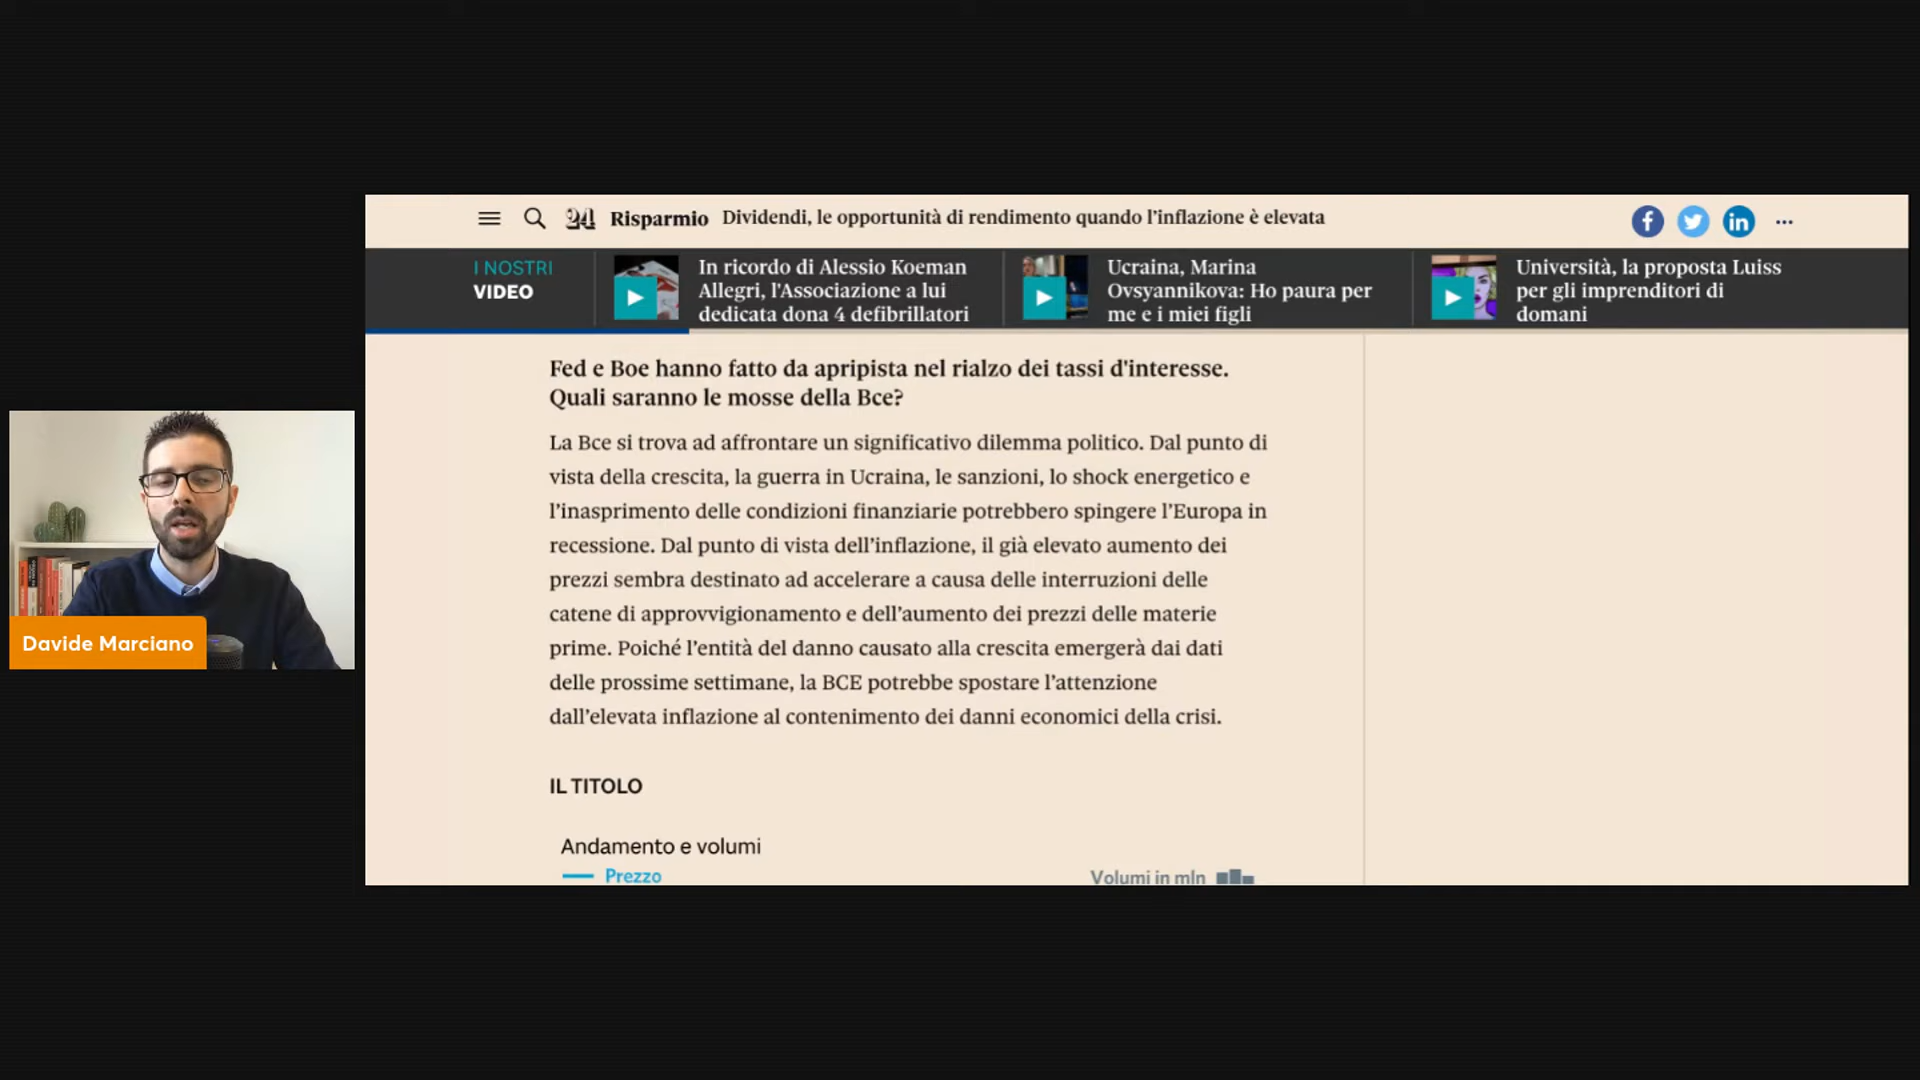 24 Risparmio Dividendi, le opportunità di rendimento quando l'inflazione è elevata
I NOSTRI
VIDEO
In ricordo di Alessio Koeman
Allegri, l'Associazione a lui
dedicata dona 4 defibrillatori
Ucraina, Marina
Ovsyannikova: Ho paura per
me e i miei figli
Università, la proposta Luiss
per gli imprenditori di
domani
Fed e Boe hanno fatto da apripista nel rialzo dei tassi d'interesse.
Quali saranno le mosse della Bce?
La Bce si trova ad affrontare un significativo dilemma politico. Dal punto di
vista della crescita, la guerra in Ucraina, le sanzioni, lo shock energetico e
l'inasprimento delle condizioni finanziarie potrebbero spingere l'Europa in
recessione. Dal punto di vista dell'inflazione, il già elevato aumento dei
prezzi sembra destinato ad accelerare a causa delle interruzioni delle
catene di approvvigionamento e dell'aumento dei prezzi delle materie
prime. Poiché l'entità del danno causato alla crescita emergerà dai dati
delle prossime settimane, la BCE potrebbe spostare l'attenzione
dall'elevata inflazione al contenimento dei danni economici della crisi.
IL TITOLO
Andamento e volumi
Prezzo
Volumi in mln
Davide Marciano